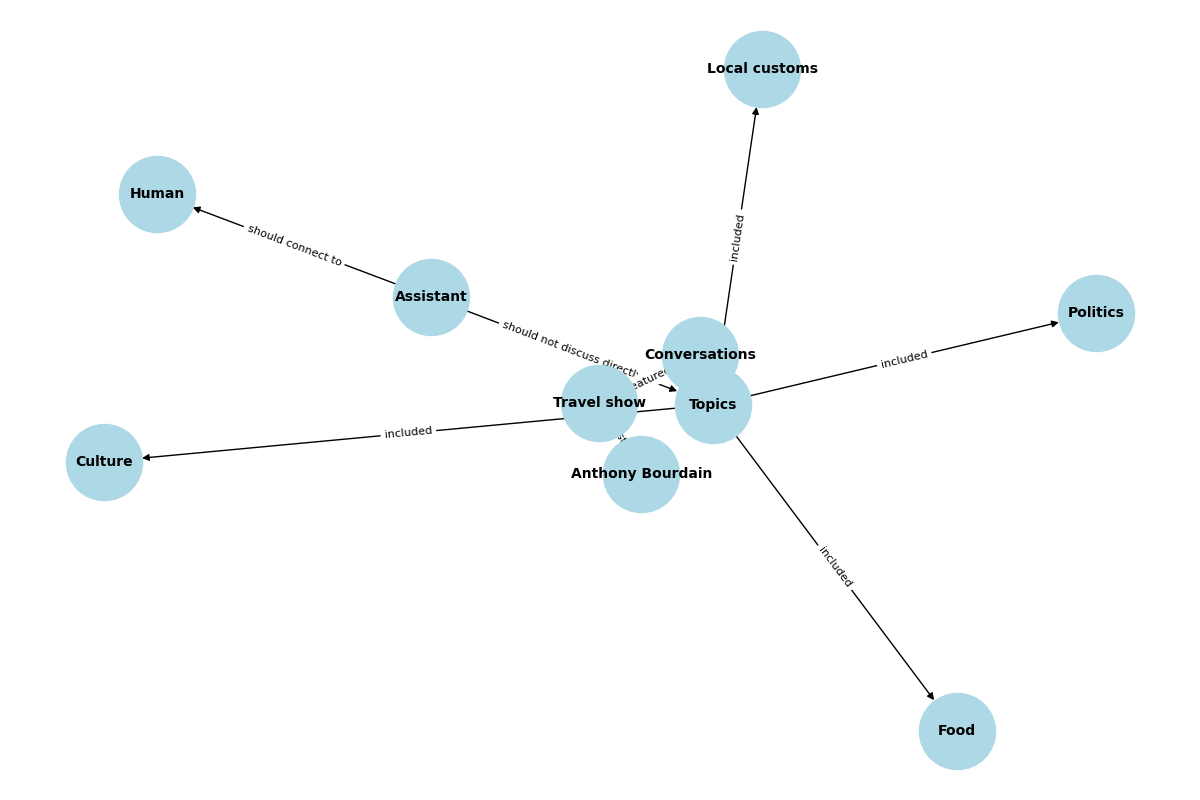 Local customs
Human
included
should connect to
Assistant
Politics
should not discuss directly
Conversations
included
Travel show
Topics
included
Culture
Anthony Bourdain
included
Food